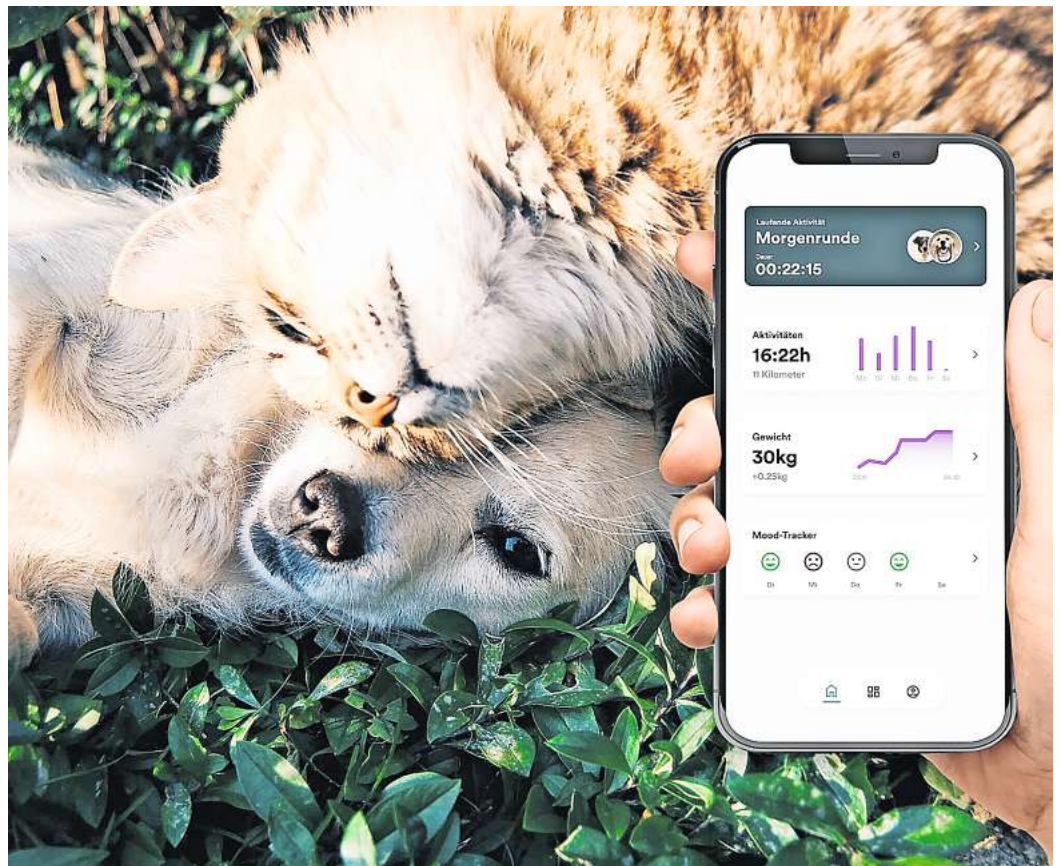 Laufende Aktivität
Morgenrunde
Dauer
00:22:15
Aktivitäten
16:22h
11 Kilometer
Mo Di Mi Do Fr Sa
Gewicht
30kg
+0.25kg
Mood-Tracker
Di Mi Do Fr Sa